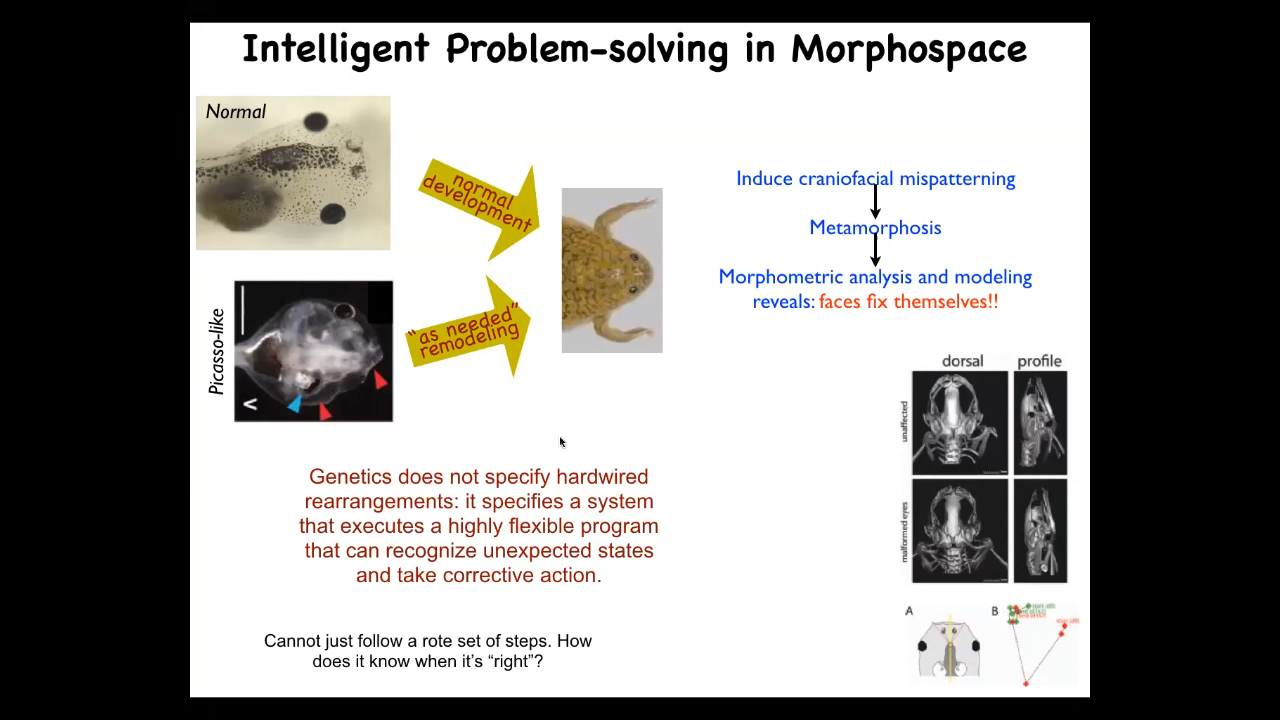 Intelligent Problem-solving in Morphospace
Normal
normal
development
Picasso-like
"as needed"
remodeling
<
Induce craniofacial mispatterning
Metamorphosis
Morphometric analysis and modeling
reveals: faces fix themselves!!
Genetics does not specify hardwired
rearrangements: it specifies a system
that executes a highly flexible program
that can recognize unexpected states
and take corrective action.
Cannot just follow a rote set of steps. How
does it know when it's "right"?
dorsal profile
unaffected
malformed eyes
A B